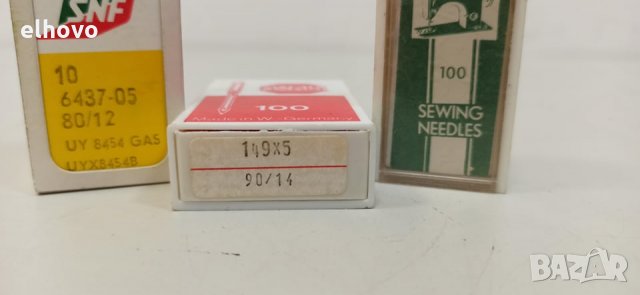 elhovo
SNF
10
6437-05
80/12
UY 8454 GAS
UYX8454B
100
Made in W.-Germany
149x5
90/14
100
SEWING
NEEDLES
BAZAR